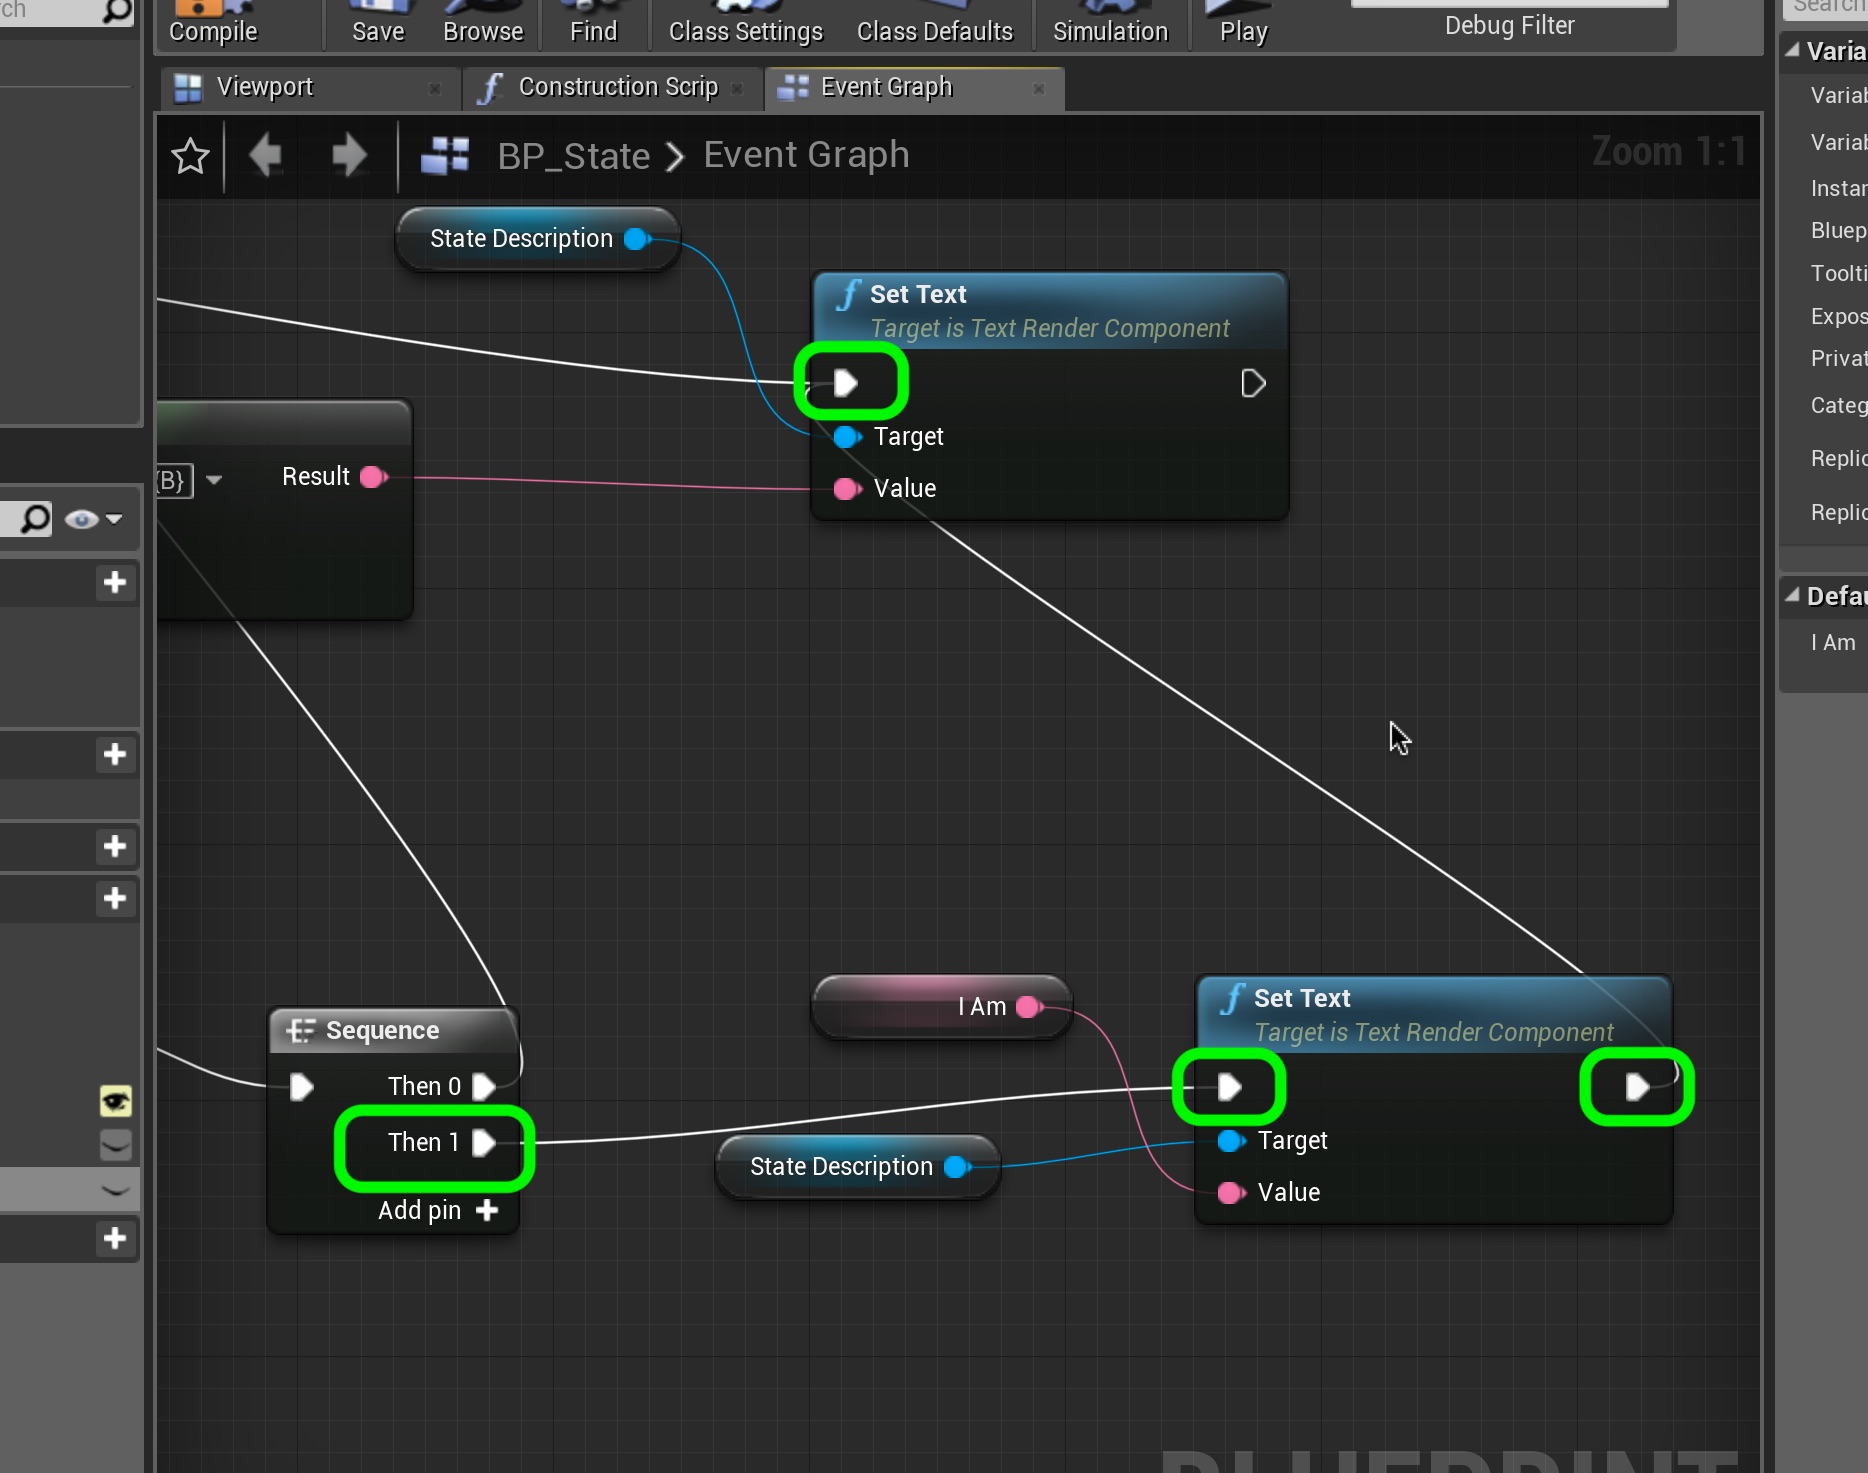 Compile
Save
Browse
Find
Class Settings
Class Defaults
Simulation
Play
Debug Filter
Viewport
Construction Scrip
Event Graph
BP_State > Event Graph
Zoom 1:1
State Description
Set Text
Target is Text Render Component
Target
Value
{B}
Result
Sequence
Then 0
Then 1
Add pin
I Am
State Description
Set Text
Target is Text Render Component
Target
Value
BLUEPRINT
Search
Varia
Variab
Variab
Instan
Bluep
Toolti
Expos
Privat
Categ
Replic
Replic
Defau
I Am